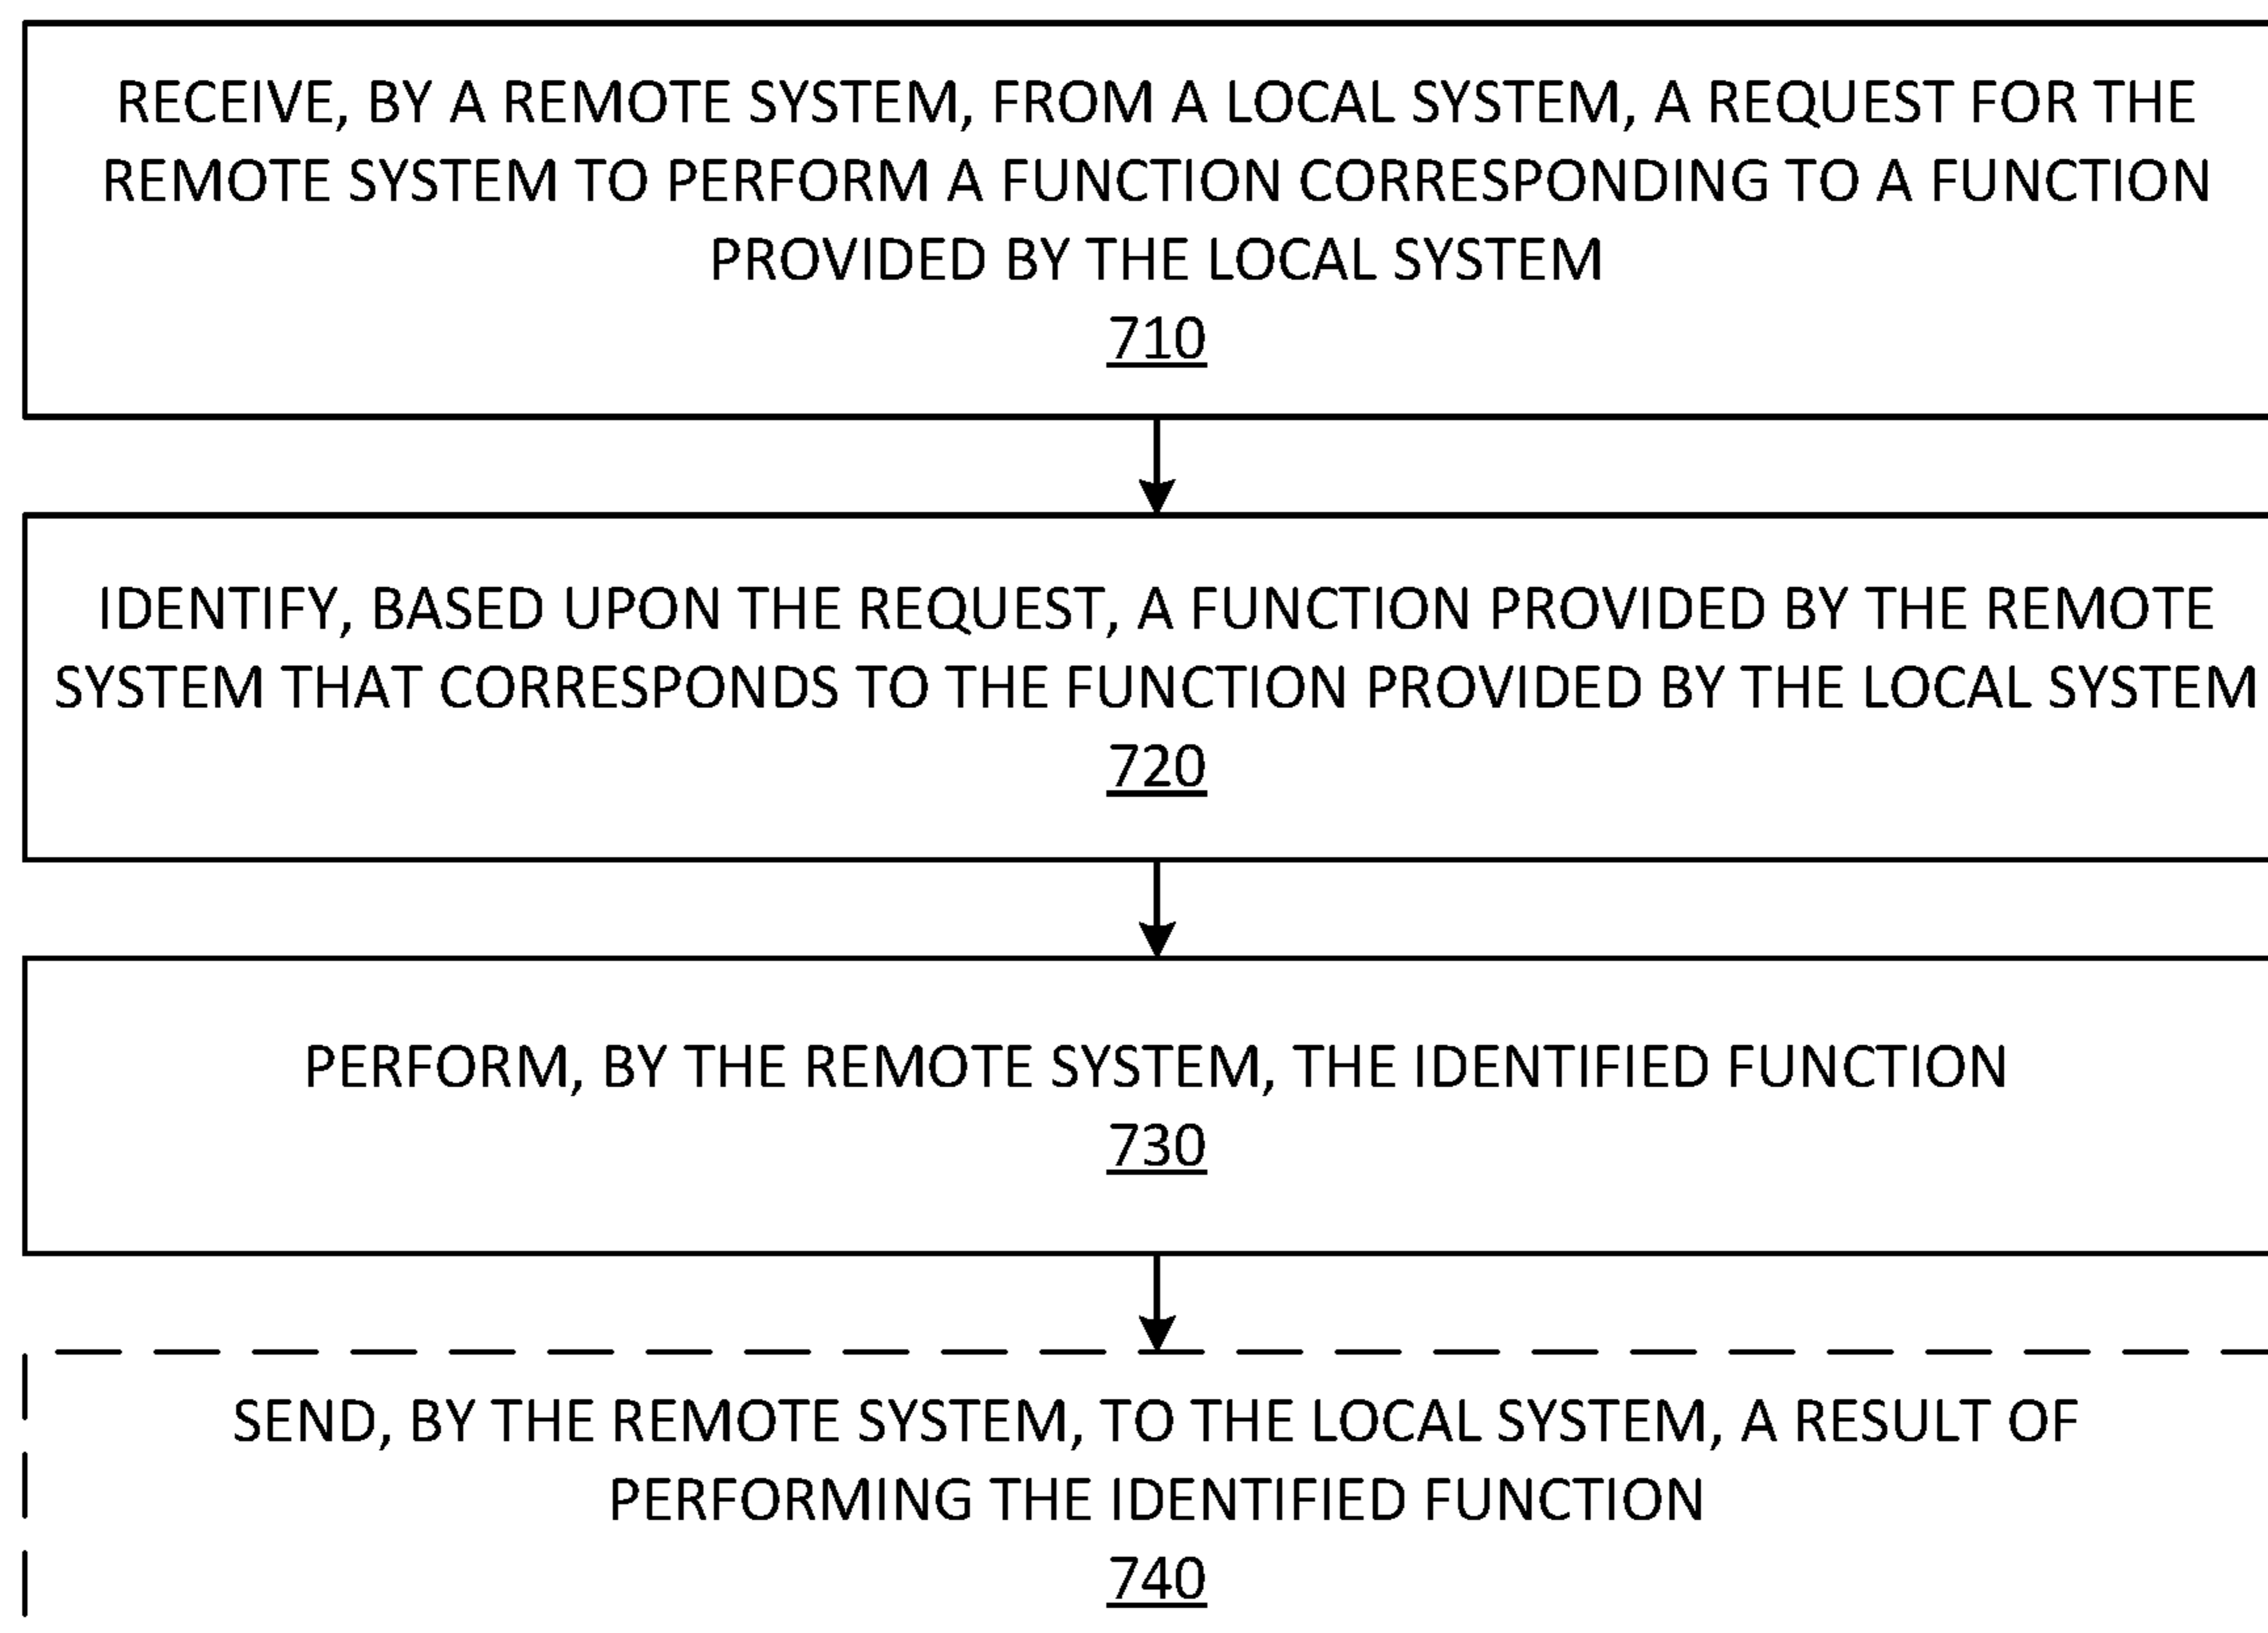 RECEIVE, BY A REMOTE SYSTEM, FROM A LOCAL SYSTEM, A REQUEST FOR THE
REMOTE SYSTEM TO PERFORM A FUNCTION CORRESPONDING TO A FUNCTION
PROVIDED BY THE LOCAL SYSTEM
710
IDENTIFY, BASED UPON THE REQUEST, A FUNCTION PROVIDED BY THE REMOTE
SYSTEM THAT CORRESPONDS TO THE FUNCTION PROVIDED BY THE LOCAL SYSTEM
720
PERFORM, BY THE REMOTE SYSTEM, THE IDENTIFIED FUNCTION
730
SEND, BY THE REMOTE SYSTEM, TO THE LOCAL SYSTEM, A RESULT OF
PERFORMING THE IDENTIFIED FUNCTION
740